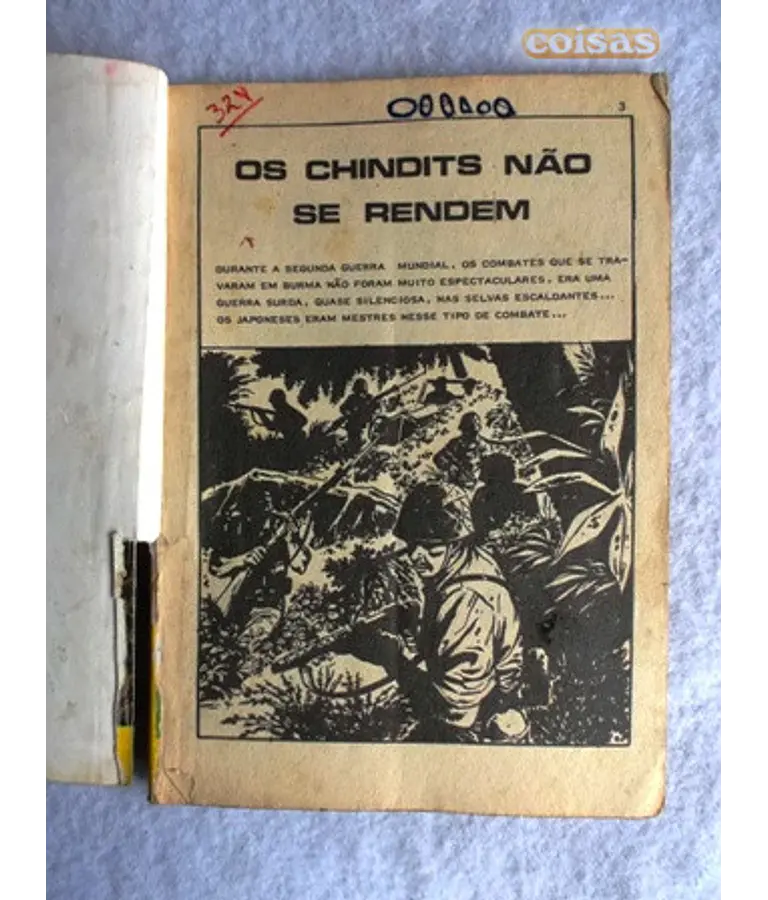 coisas
324
3
OS CHINDITS NÃO
SE RENDEM
DURANTE A SEGUNDA GUERRA MUNDIAL, OS COMBATES QUE SE TRA-
VARAM EM BURMA NÃO FORAM MUITO ESPECTACULARES, ERA UMA
GUERRA SURDA, QUASE SILENCIOSA, NAS SELVAS ESCALDANTES...
OS JAPONESES ERAM MESTRES NESSE TIPO DE COMBATE...